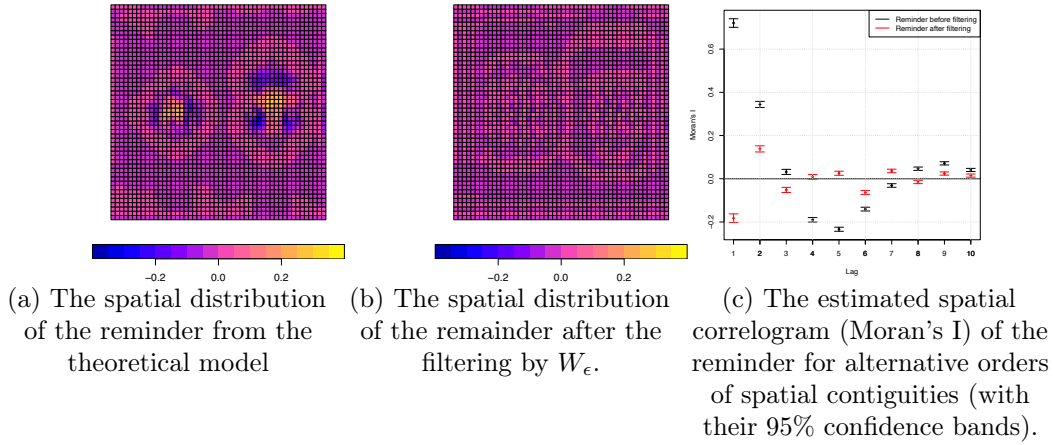 Reminder before filtering
Reminder after filtering
Moran's I
0.6
0.4
0.2
0.0
−0.2
1 2 3 4 5 6 7 8 9 10
Lag
−0.2 0.0 0.2
−0.2 0.0 0.2
(a) The spatial distribution
of the reminder from the
theoretical model
(b) The spatial distribution
of the remainder after the
filtering by Wϵ.
(c) The estimated spatial
correlogram (Moran's I) of the
reminder for alternative orders
of spatial contiguities (with
their 95% confidence bands).